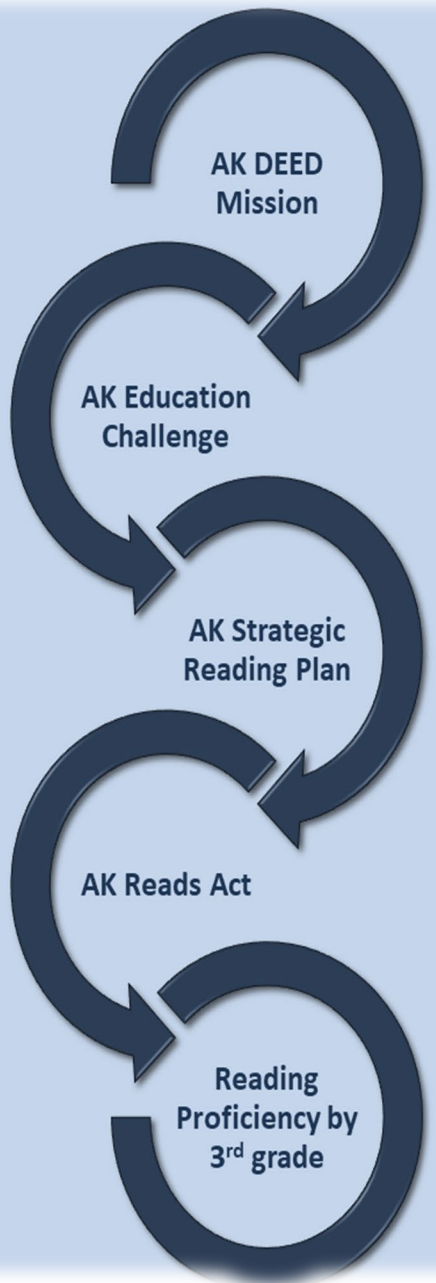 AK DEED
Mission
AK Education
Challenge
AK Strategic
Reading Plan
AK Reads Act
Reading
Proficiency by
3rd grade